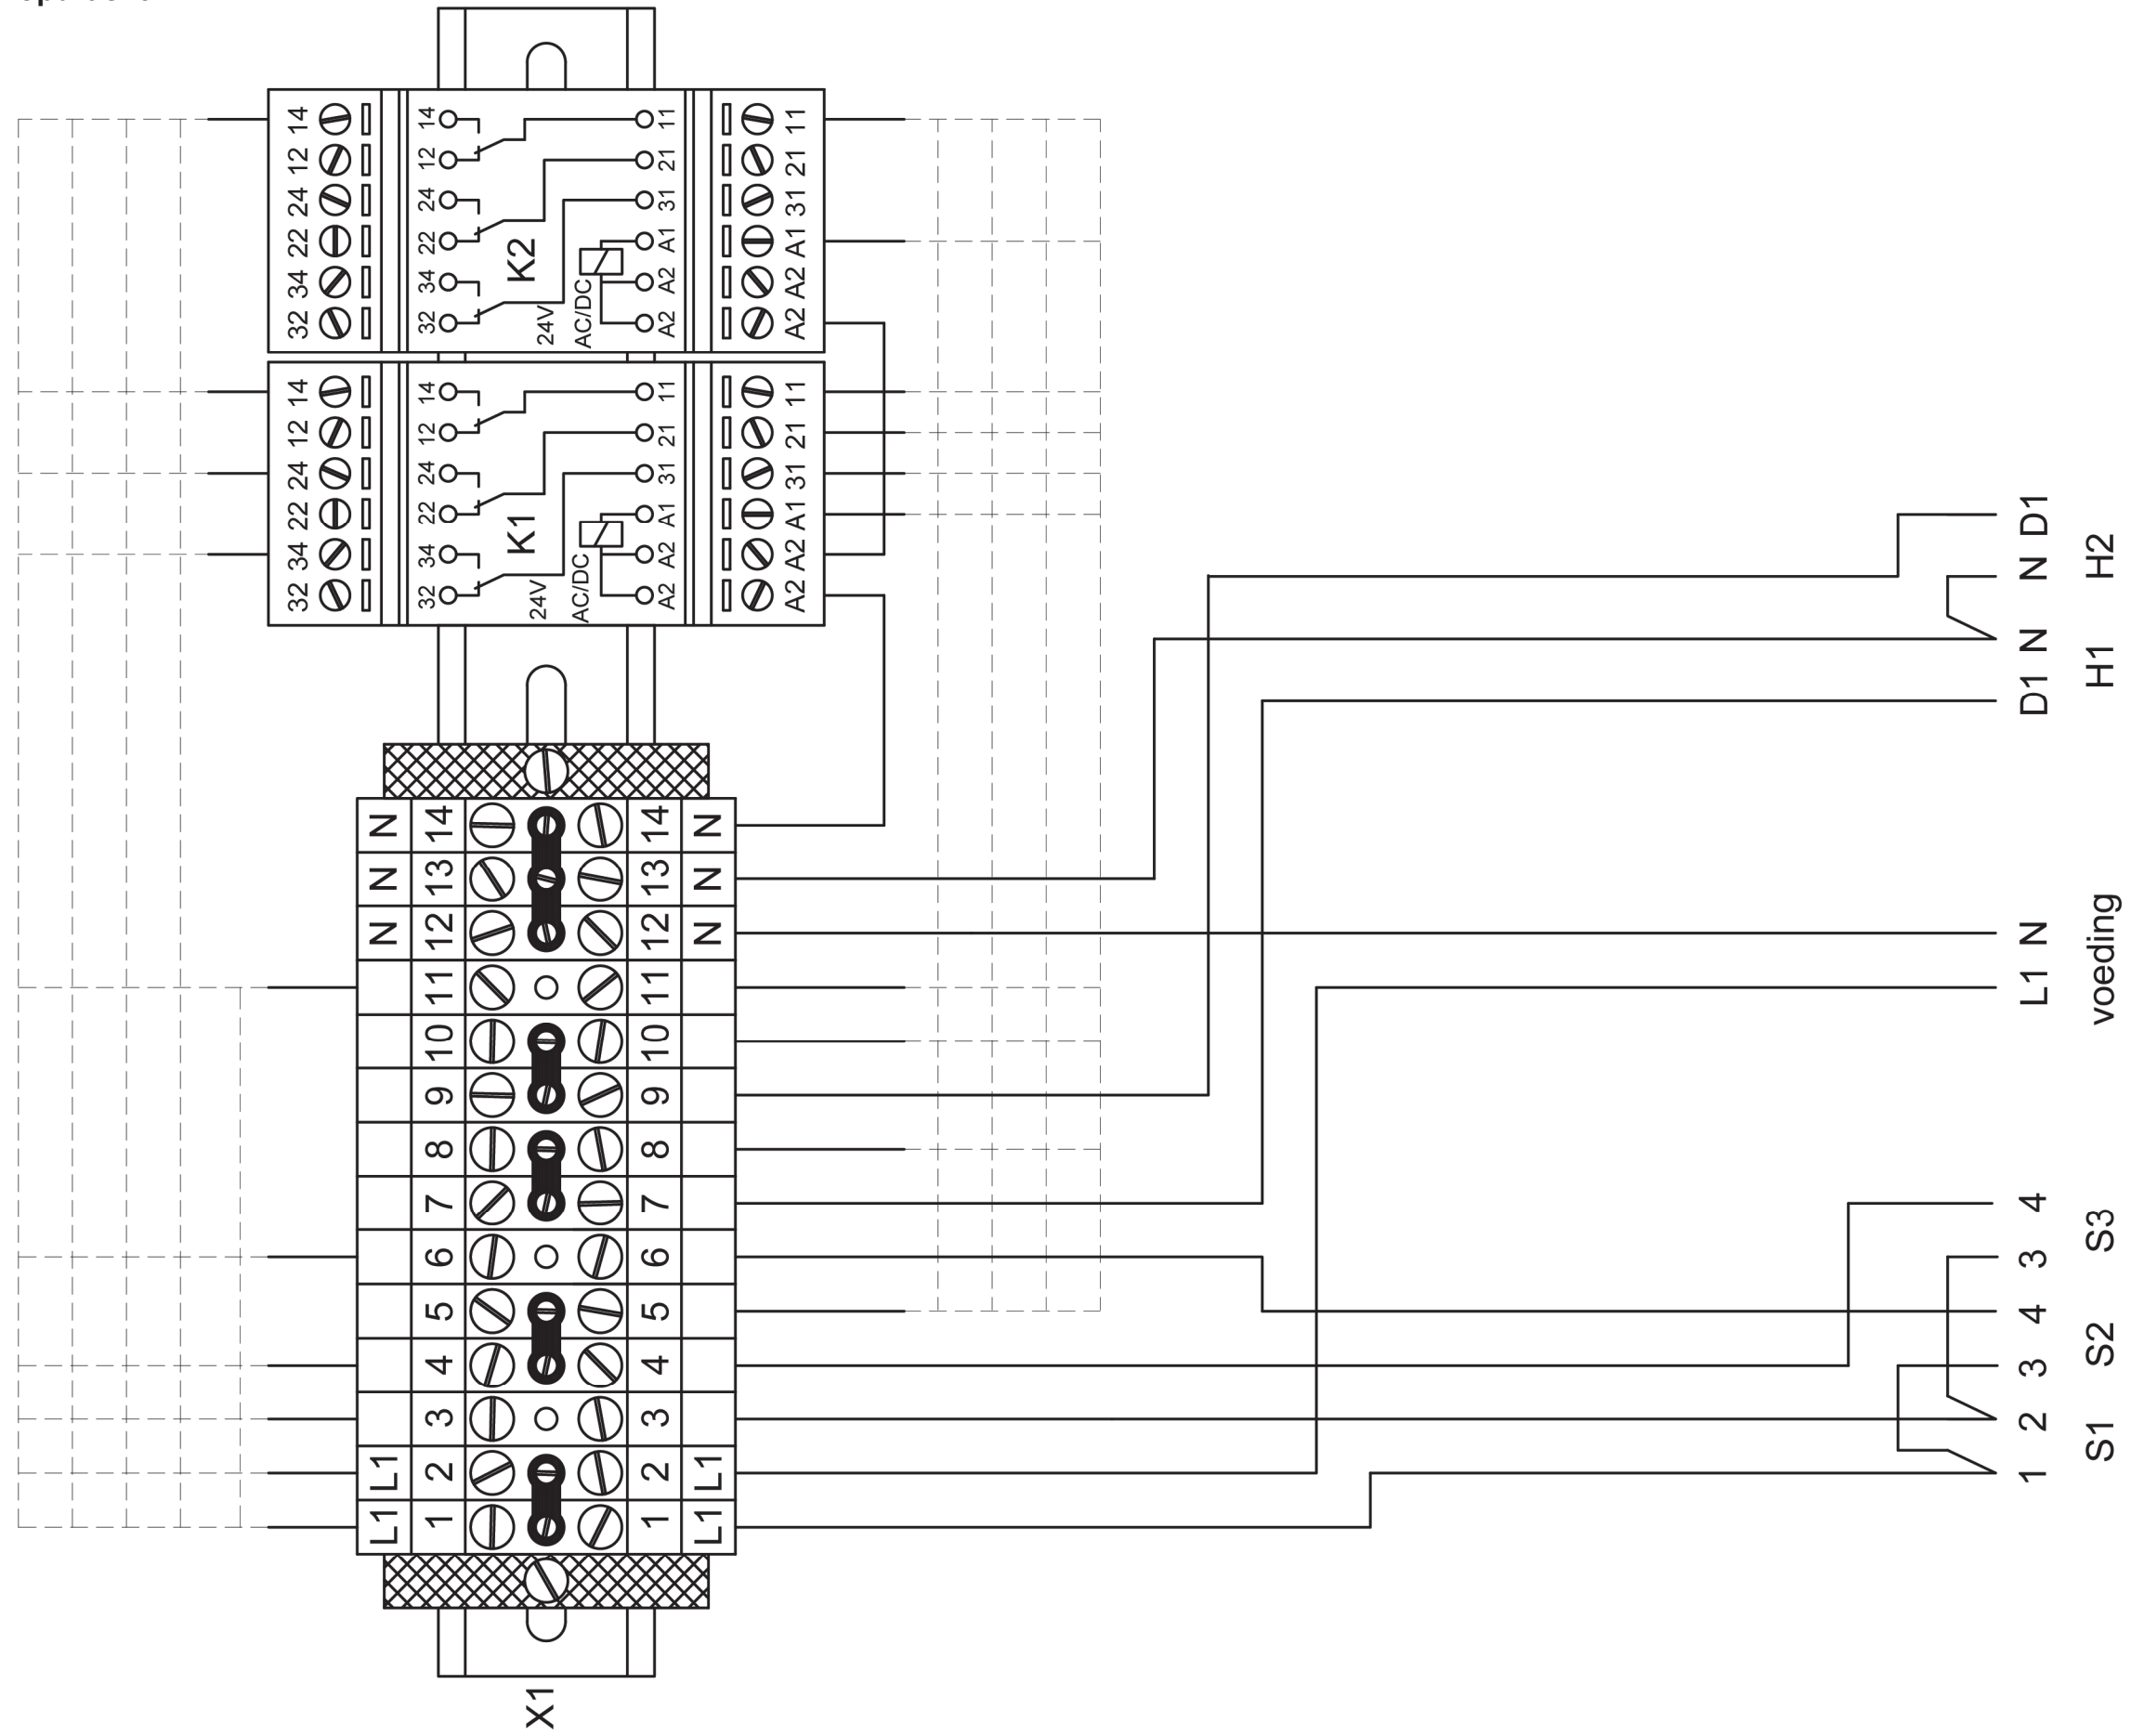 X1
L1 L1 N N N
1 2 3 4 5 6 7 8 9 10 11 12 13 14
1 2 3 4 5 6 7 8 9 10 11 12 13 14
L1 L1 N N N
32 34 22 24 12 14
32 34 22 24 12 14
K1
24V
AC/DC
A2 A2 A1 31 21 11
A2 A2 A1 31 21 11
32 34 22 24 12 14
32 34 22 24 12 14
K2
24V
AC/DC
A2 A2 A1 31 21 11
A2 A2 A1 31 21 11
1 2 3 4 3 4 L1 N D1 N N D1
S1 S2 S3 voeding H1 H2